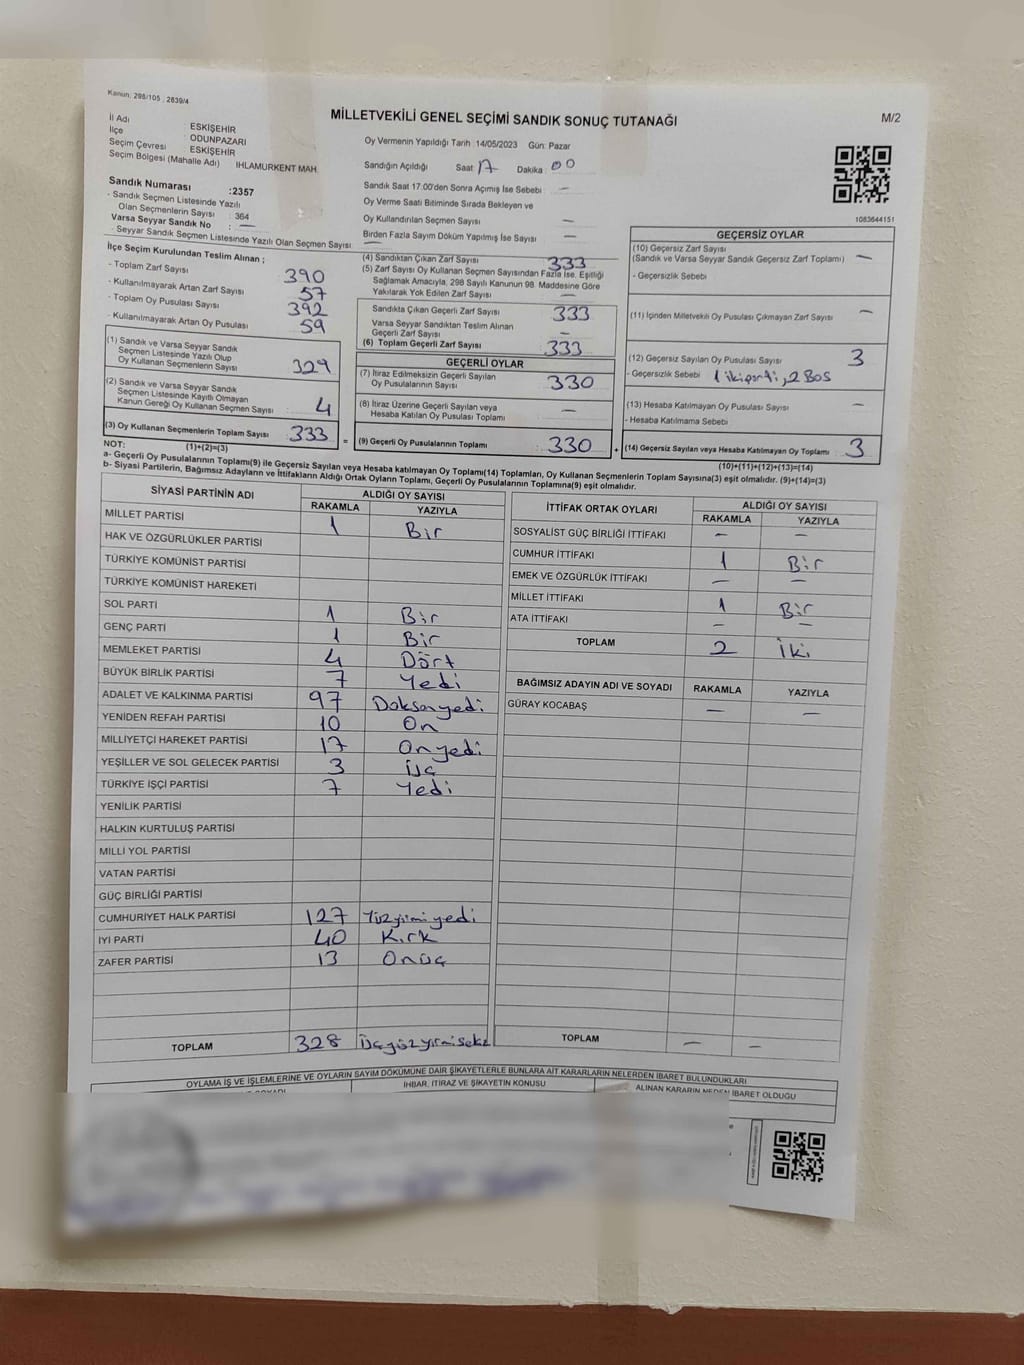 Kanun: 298/105 , 2839/4
MİLLETVEKİLİ GENEL SEÇİMİ SANDIK SONUÇ TUTANAĞI
M/2
İl Adı : ESKİŞEHİR
İlçe : ODUNPAZARI
Seçim Çevresi : ESKİŞEHİR
Seçim Bölgesi (Mahalle Adı) : IHLAMURKENT MAH.
Sandık Numarası :2357
- Sandık Seçmen Listesinde Yazılı
Olan Seçmenlerin Sayısı : 364
Varsa Seyyar Sandık No : —
- Seyyar Sandık Seçmen Listesinde Yazılı Olan Seçmen Sayısı: —
Oy Vermenin Yapıldığı Tarih :14/05/2023 Gün: Pazar
Sandığın Açıldığı Saat : 17 Dakika : 00
Sandık Saat 17.00'den Sonra Açımış İse Sebebi : —
Oy Verme Saati Bitiminde Sırada Bekleyen ve
Oy Kullandırılan Seçmen Sayısı : —
Birden Fazla Sayım Döküm Yapılmış İse Sayısı : —
1083644151
İlçe Seçim Kurulundan Teslim Alınan ;
- Toplam Zarf Sayısı : 390
- Kullanılmayarak Artan Zarf Sayısı : 57
- Toplam Oy Pusulası Sayısı : 392
- Kullanılmayarak Artan Oy Pusulası : 59
(1) Sandık ve Varsa Seyyar Sandık
Seçmen Listesinde Yazılı Olup
Oy Kullanan Seçmenlerin Sayısı : 329
(2) Sandık ve Varsa Seyyar Sandık
Seçmen Listesinde Kayıtlı Olmayan
Kanun Gereği Oy Kullanan Seçmen Sayısı : 4
(3) Oy Kullanan Seçmenlerin Toplam Sayısı : 333
(1)+(2)=(3)
(4) Sandıktan Çıkan Zarf Sayısı : 333
(5) Zarf Sayısı Oy Kullanan Seçmen Sayısından Fazla İse, Eşitliği
Sağlamak Amacıyla, 298 Sayılı Kanunun 98. Maddesine Göre
Yakılarak Yok Edilen Zarf Sayısı : —
Sandıkta Çıkan Geçerli Zarf Sayısı : 333
Varsa Seyyar Sandıktan Teslim Alınan
Geçerli Zarf Sayısı : —
(6) Toplam Geçerli Zarf Sayısı : 333
GEÇERLİ OYLAR
(7) İtiraz Edilmeksizin Geçerli Sayılan
Oy Pusulalarının Sayısı : 330
(8) İtiraz Üzerine Geçerli Sayılan veya
Hesaba Katılan Oy Pusulası Toplamı : —
= (9) Geçerli Oy Pusulalarının Toplamı : 330
GEÇERSİZ OYLAR
(10) Geçersiz Zarf Sayısı
(Sandık ve Varsa Seyyar Sandık Geçersiz Zarf Toplamı) : —
- Geçersizlik Sebebi :
(11) İçinden Milletvekili Oy Pusulası Çıkmayan Zarf Sayısı : —
(12) Geçersiz Sayılan Oy Pusulası Sayısı : 3
- Geçersizlik Sebebi : 1 ikiparti, 2 BOS
(13) Hesaba Katılmayan Oy Pusulası Sayısı : —
- Hesaba Katılmama Sebebi :
+ (14) Geçersiz Sayılan veya Hesaba Katılmayan Oy Toplamı : 3
(10)+(11)+(12)+(13)=(14)
NOT:
a- Geçerli Oy Pusulalarının Toplamı(9) ile Geçersiz Sayılan veya Hesaba katılmayan Oy Toplamı(14) Toplamları, Oy Kullanan Seçmenlerin Toplam Sayısına(3) eşit olmalıdır. (9)+(14)=(3)
b- Siyasi Partilerin, Bağımsız Adayların ve İttifakların Aldığı Ortak Oyların Toplamı, Geçerli Oy Pusulalarının Toplamına(9) eşit olmalıdır.
SİYASİ PARTİNİN ADI
ALDIĞI OY SAYISI
RAKAMLA YAZIYLA
MİLLET PARTİSİ 1 Bir
HAK VE ÖZGÜRLÜKLER PARTİSİ
TÜRKİYE KOMÜNİST PARTİSİ
TÜRKİYE KOMÜNİST HAREKETİ
SOL PARTİ 1 Bir
GENÇ PARTİ 1 Bir
MEMLEKET PARTİSİ 4 Dört
BÜYÜK BİRLİK PARTİSİ 7 Yedi
ADALET VE KALKINMA PARTİSİ 97 Doksanyedi
YENİDEN REFAH PARTİSİ 10 On
MİLLİYETÇİ HAREKET PARTİSİ 17 Onyedi
YEŞİLLER VE SOL GELECEK PARTİSİ 3 üç
TÜRKİYE İŞÇİ PARTİSİ 7 Yedi
YENİLİK PARTİSİ
HALKIN KURTULUŞ PARTİSİ
MİLLİ YOL PARTİSİ
VATAN PARTİSİ
GÜÇ BİRLİĞİ PARTİSİ
CUMHURİYET HALK PARTİSİ 127 Yüzyirmiyedi
İYİ PARTİ 40 Kırk
ZAFER PARTİSİ 13 Onüç
TOPLAM 328 üçyüzyirmisekiz
İTTİFAK ORTAK OYLARI
ALDIĞI OY SAYISI
RAKAMLA YAZIYLA
SOSYALİST GÜÇ BİRLİĞİ İTTİFAKI — —
CUMHUR İTTİFAKI 1 Bir
EMEK VE ÖZGÜRLÜK İTTİFAKI — —
MİLLET İTTİFAKI 1 Bir
ATA İTTİFAKI — —
TOPLAM 2 İki
BAĞIMSIZ ADAYIN ADI VE SOYADI RAKAMLA YAZIYLA
GÜRAY KOCABAŞ — —
TOPLAM — —
OYLAMA İŞ VE İŞLEMLERİNE VE OYLARIN SAYIM DÖKÜMÜNE DAİR ŞİKAYETLERLE BUNLARA AİT KARARLARIN NELERDEN İBARET BULUNDUKLARI
İHBAR, İTİRAZ VE ŞİKAYETİN KONUSU
ALINAN KARARIN NEDEN İBARET OLDUĞU